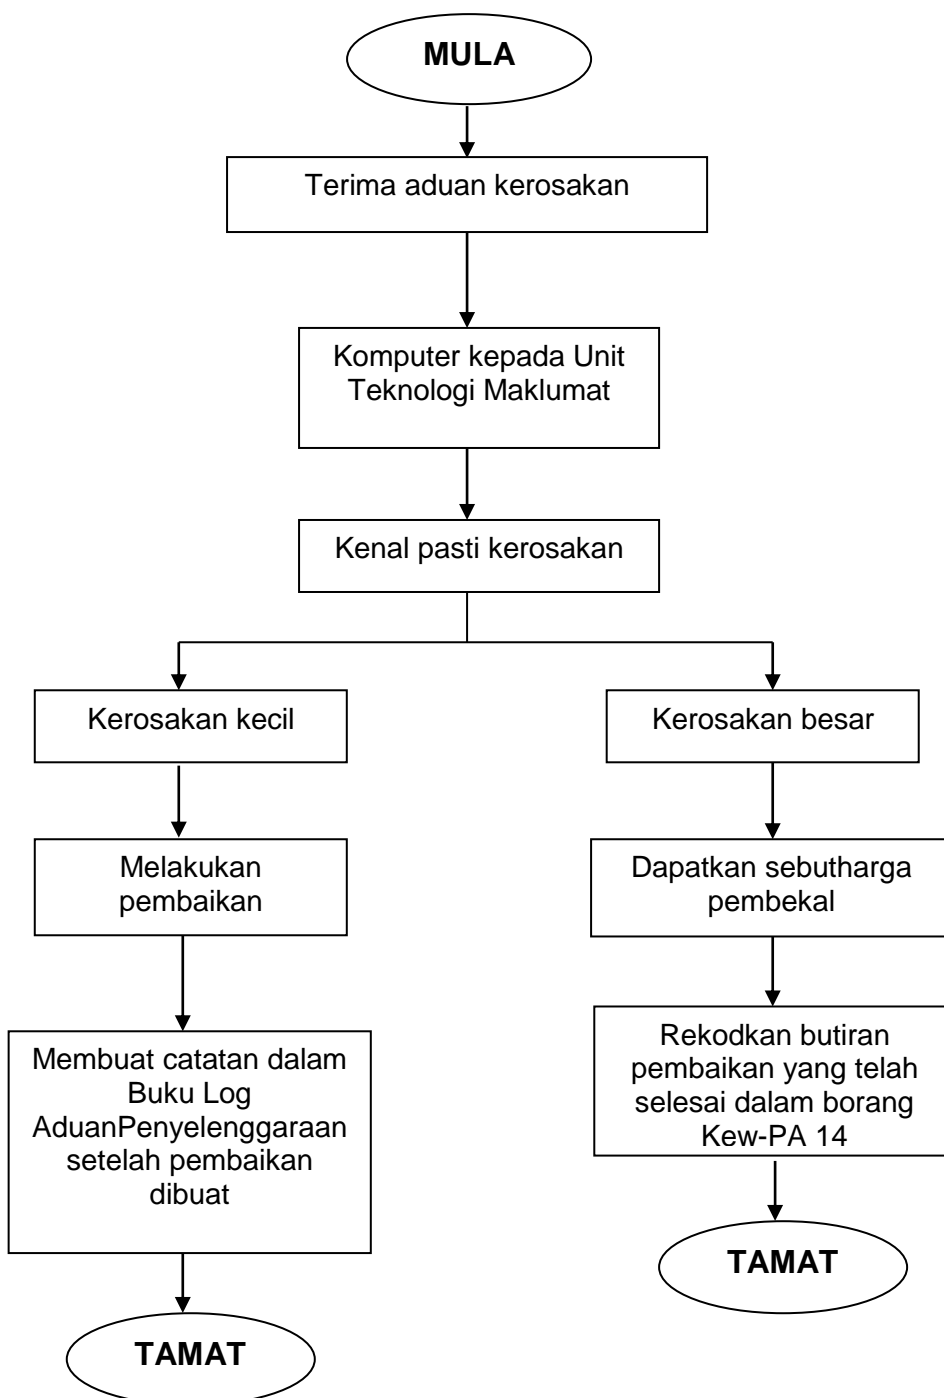 MULA
Terima aduan kerosakan
Komputer kepada Unit
Teknologi Maklumat
Kenal pasti kerosakan
Kerosakan kecil
Kerosakan besar
Melakukan
pembaikan
Dapatkan sebutharga
pembekal
Membuat catatan dalam
Buku Log
AduanPenyelenggaraan
setelah pembaikan
dibuat
Rekodkan butiran
pembaikan yang telah
selesai dalam borang
Kew-PA 14
TAMAT
TAMAT